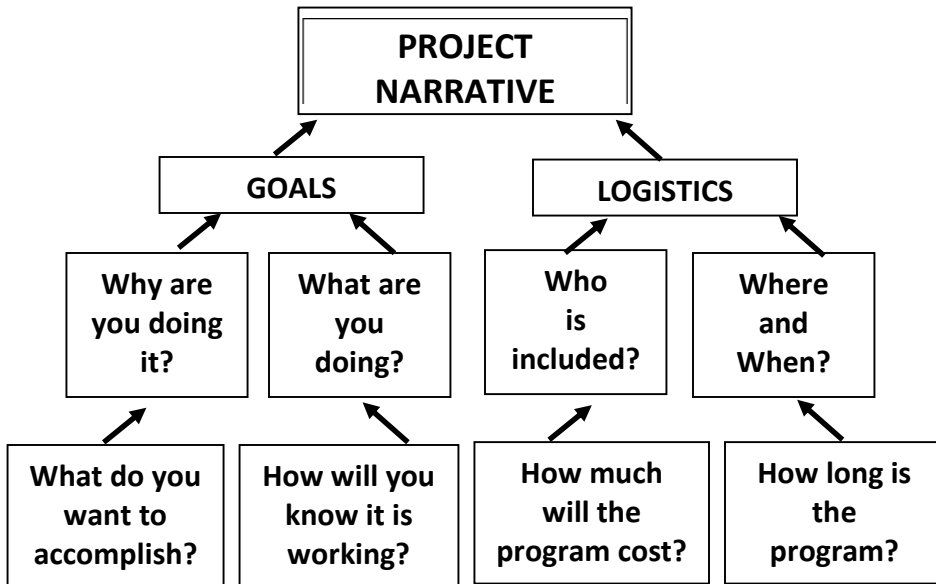 PROJECT
NARRATIVE
GOALS
LOGISTICS
Why are
you doing
it?
What are
you
doing?
Who
is
included?
Where
and
When?
What do you
want to
accomplish?
How will you
know it is
working?
How much
will the
program cost?
How long is
the
program?